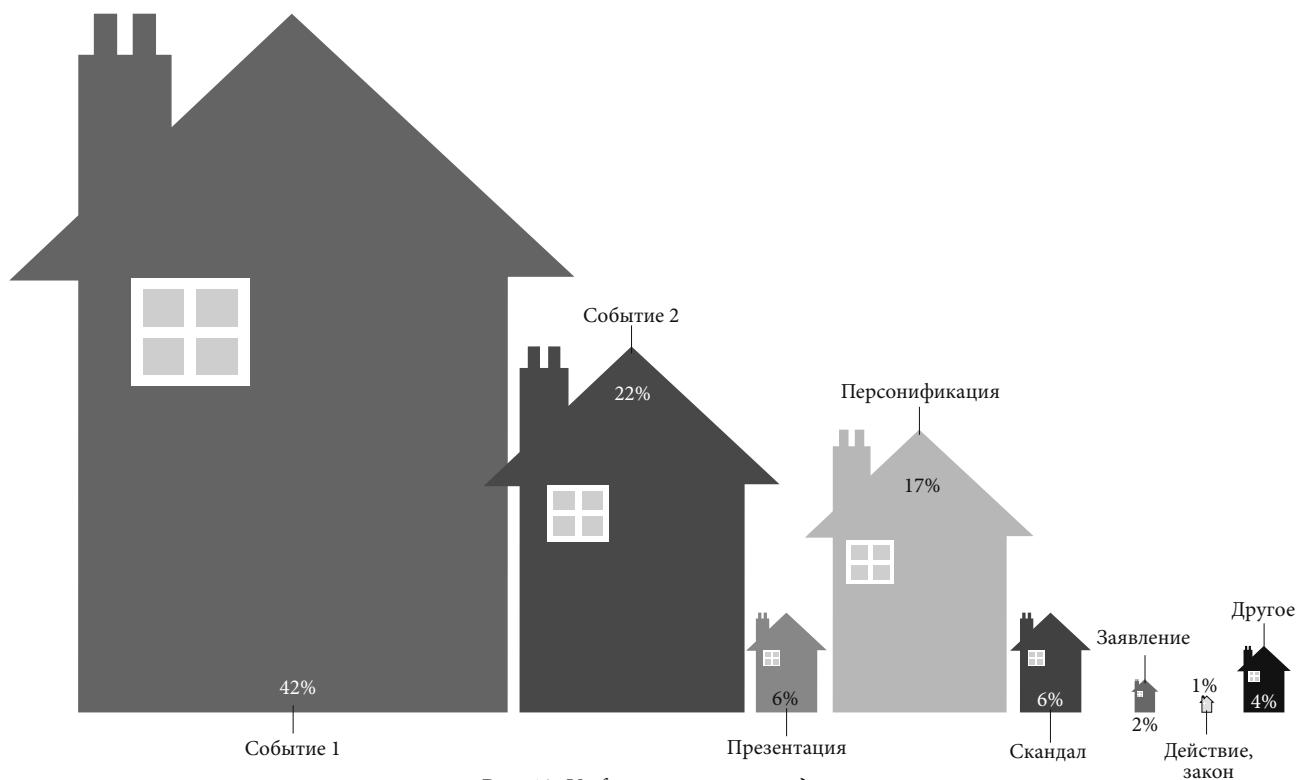 Событие 2
22%
Персонификация
17%
42%
Событие 1
6%
Презентация
6%
Скандал
Заявление
2%
1%
Действие,
закон
Другое
4%